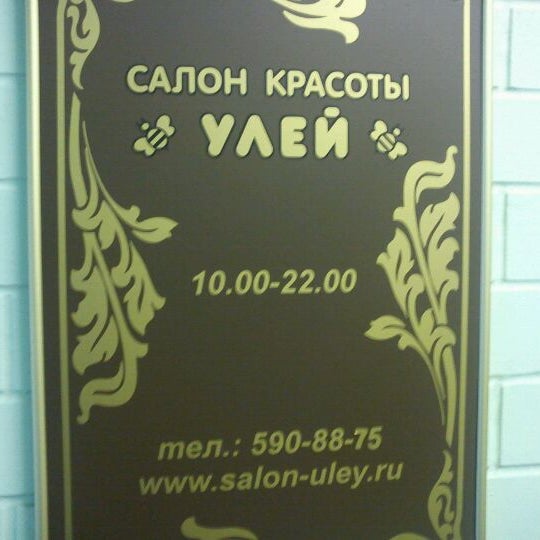 САЛОН КРАСОТЫ
УЛЕЙ
10.00-22.00
тел.: 590-88-75
www.salon-uley.ru